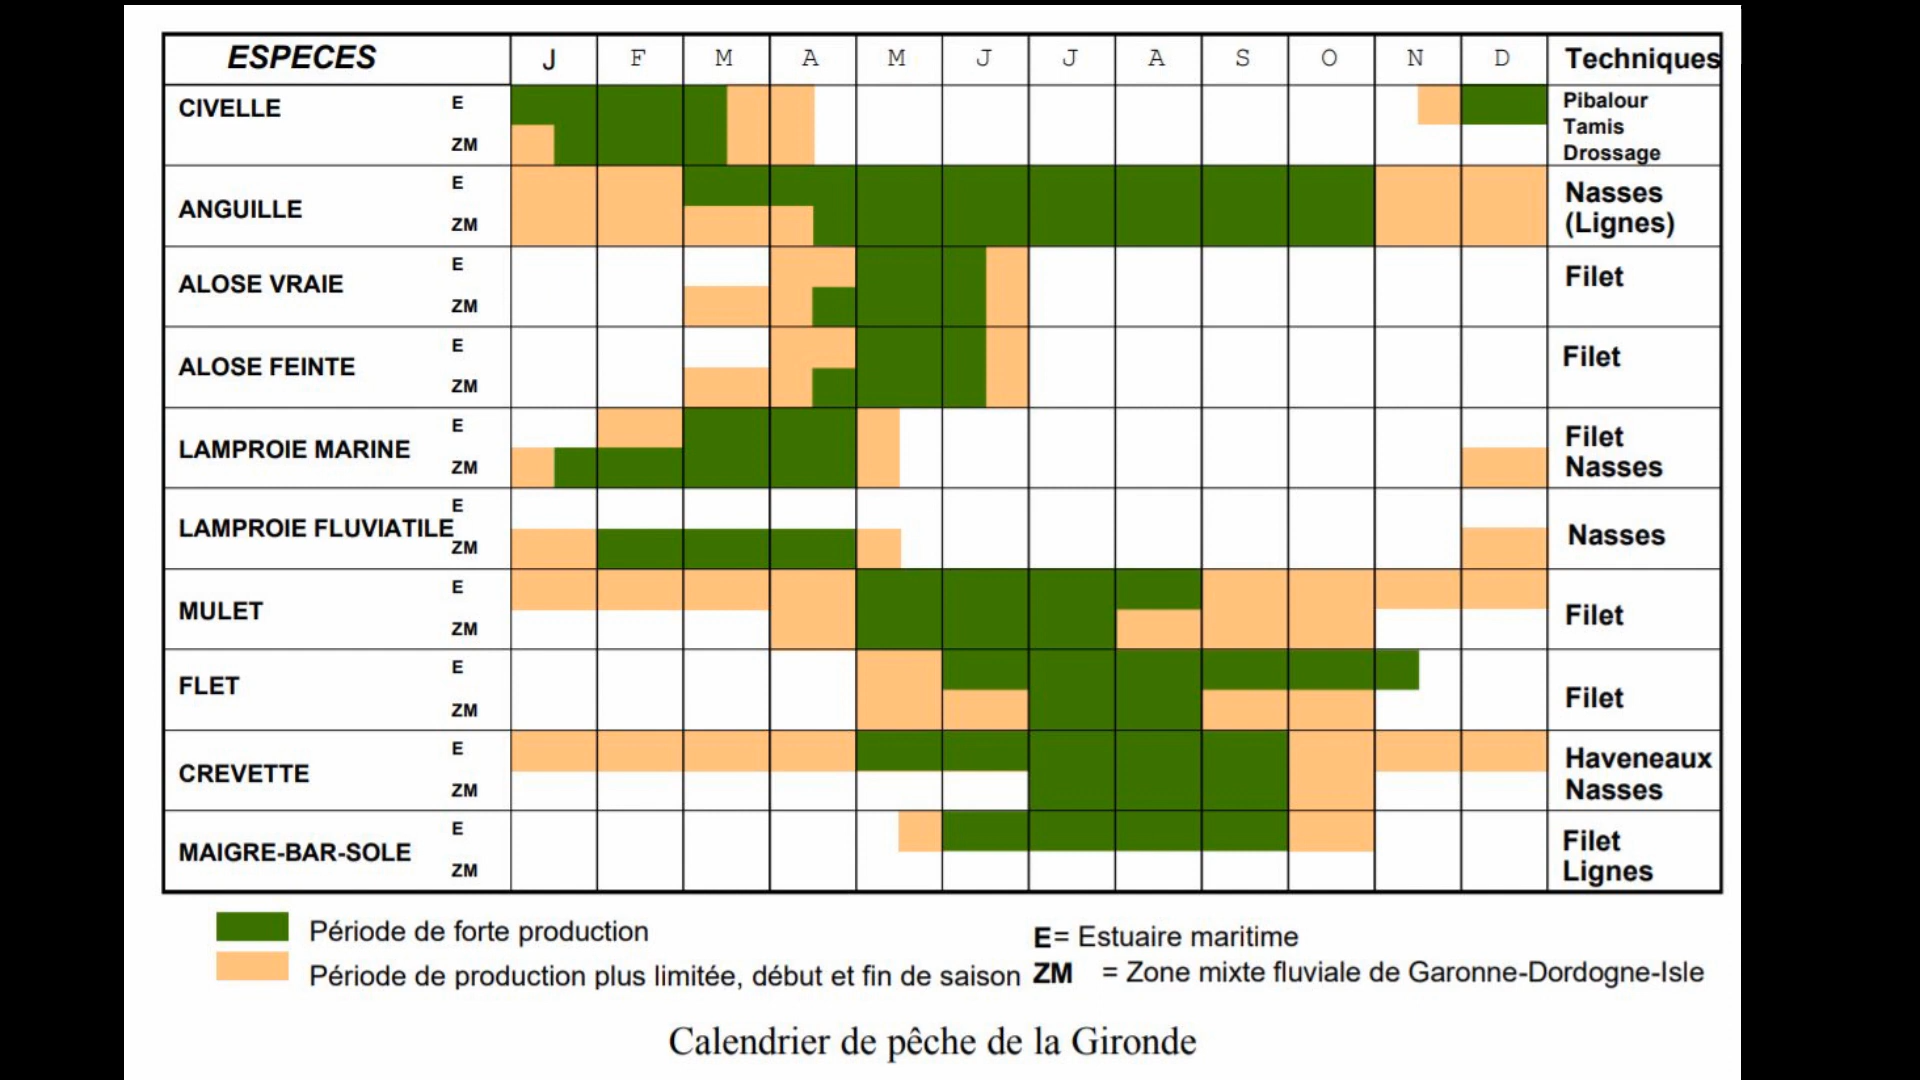 ESPECES J F M A M J J A S O N D Techniques
CIVELLE E Pibalour
ZM Tamis
Drossage
ANGUILLE E Nasses
ZM (Lignes)
ALOSE VRAIE E Filet
ZM
ALOSE FEINTE E Filet
ZM
LAMPROIE MARINE E Filet
ZM Nasses
LAMPROIE FLUVIATILE E Nasses
ZM
MULET E Filet
ZM
FLET E Filet
ZM
CREVETTE E Haveneaux
ZM Nasses
MAIGRE-BAR-SOLE E Filet
ZM Lignes
Période de forte production
Période de production plus limitée, début et fin de saison
E= Estuaire maritime
ZM = Zone mixte fluviale de Garonne-Dordogne-Isle
Calendrier de pêche de la Gironde